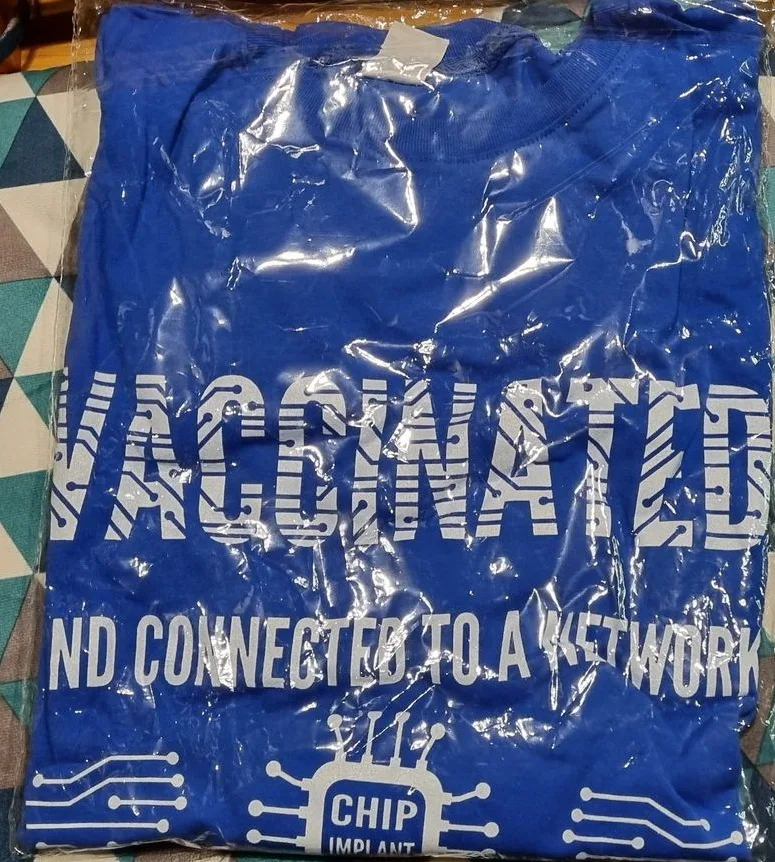 VACCINATED
ND CONNECTED TO A NETWORK
CHIP
IMPLANT